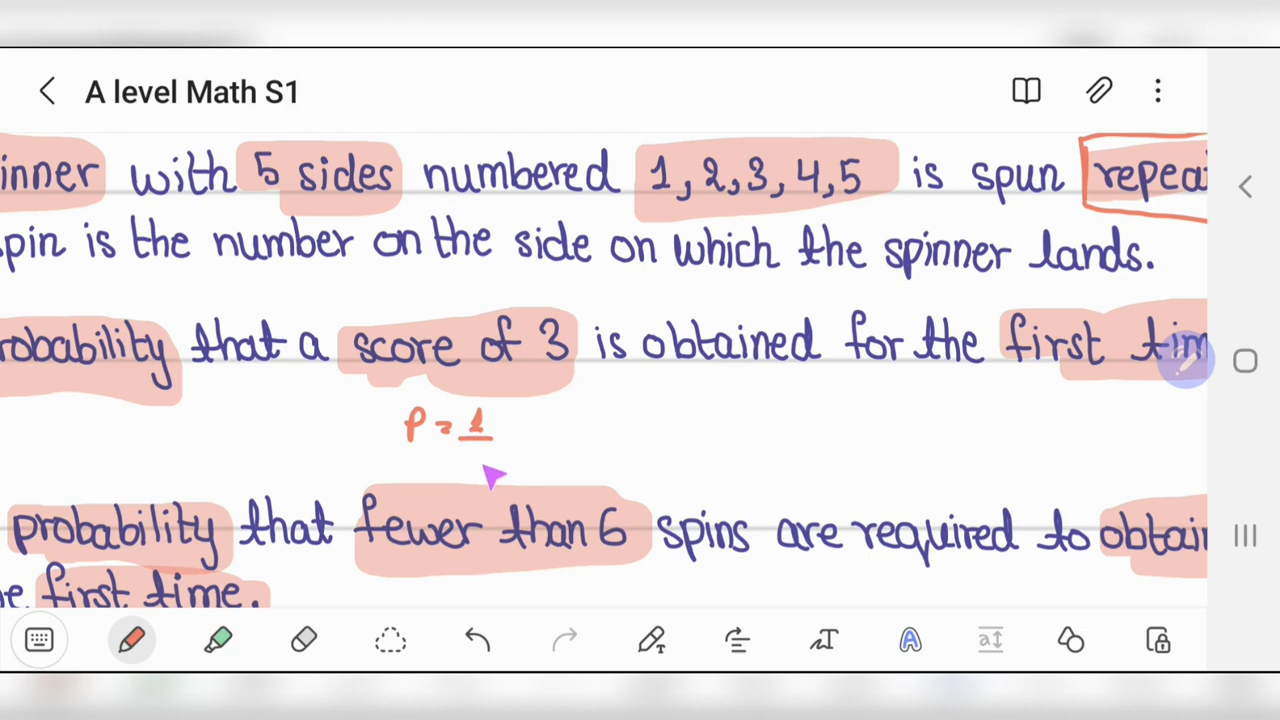 A level Math S1
inner with 5 sides numbered 1, 2, 3, 4, 5 is spun repea
pin is the number on the side on which the spinner lands.
robability that a score of 3 is obtained for the first tim
P = 1
probability that fewer than 6 spins are required to obtai
e first time.